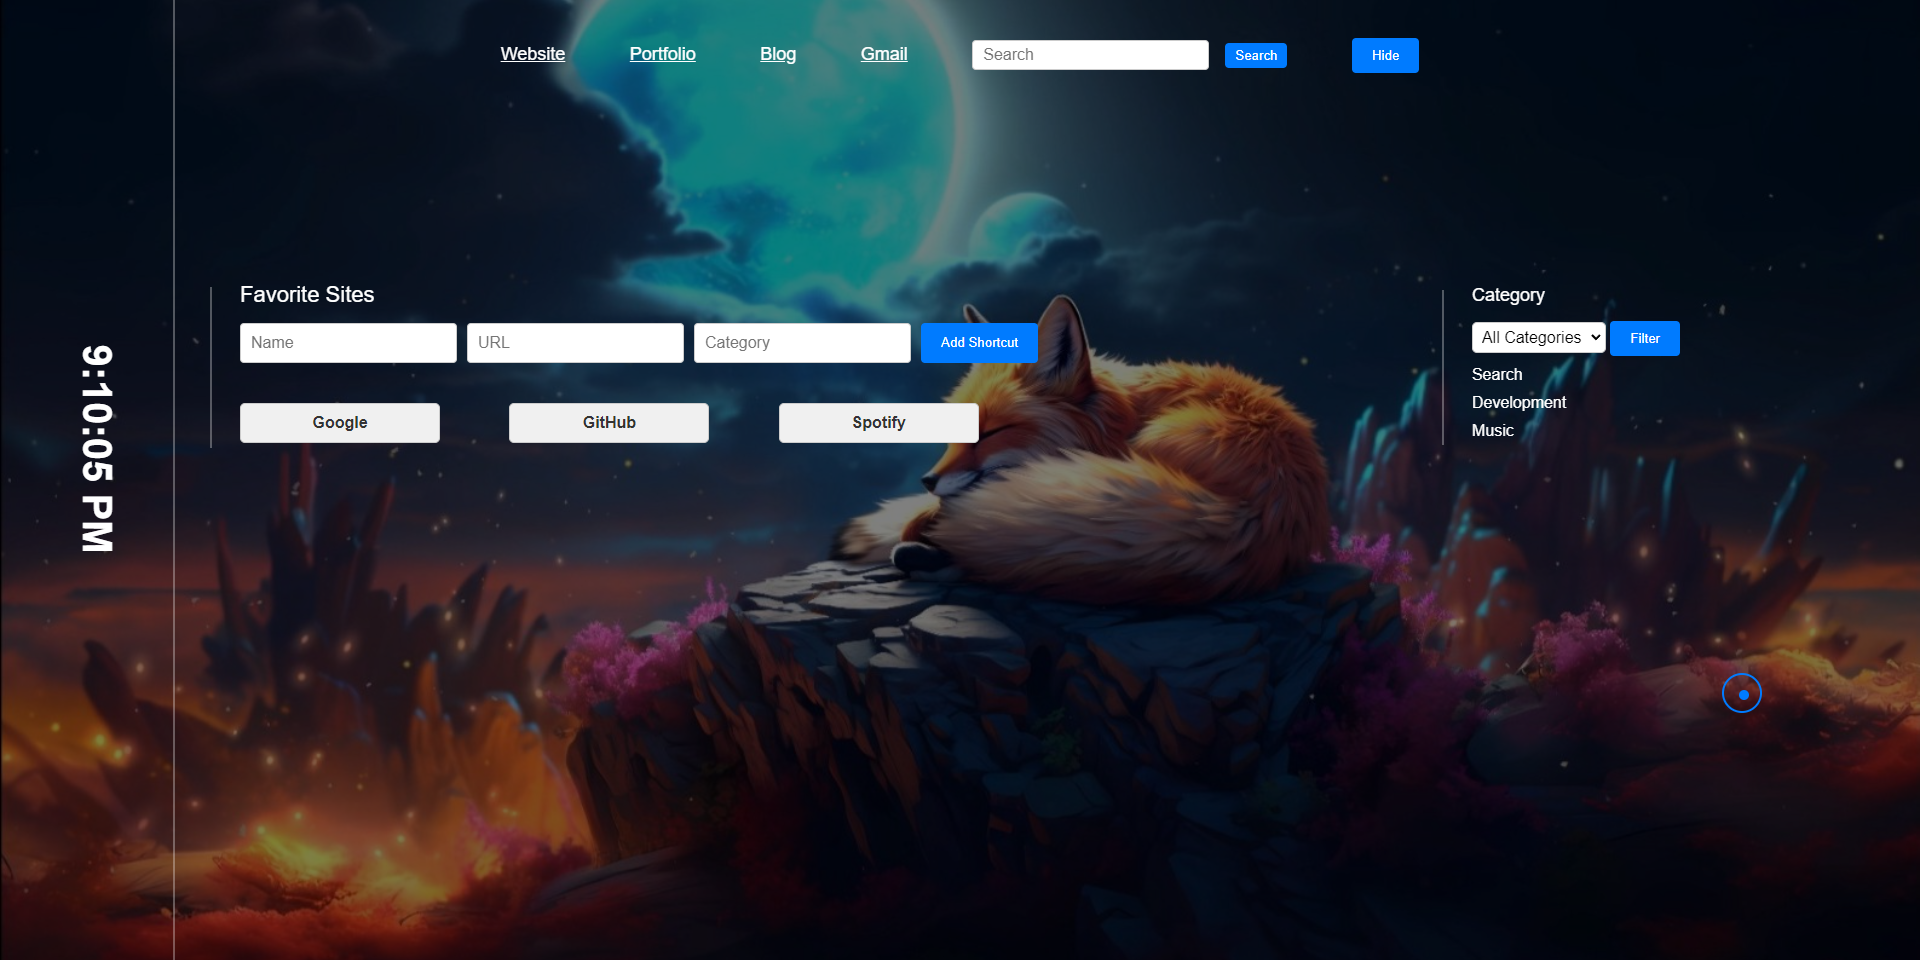 Website Portfolio Blog Gmail Search Search Hide
9:10:05 PM
Favorite Sites
Name URL Category Add Shortcut
Google GitHub Spotify
Category
All Categories Filter
Search
Development
Music